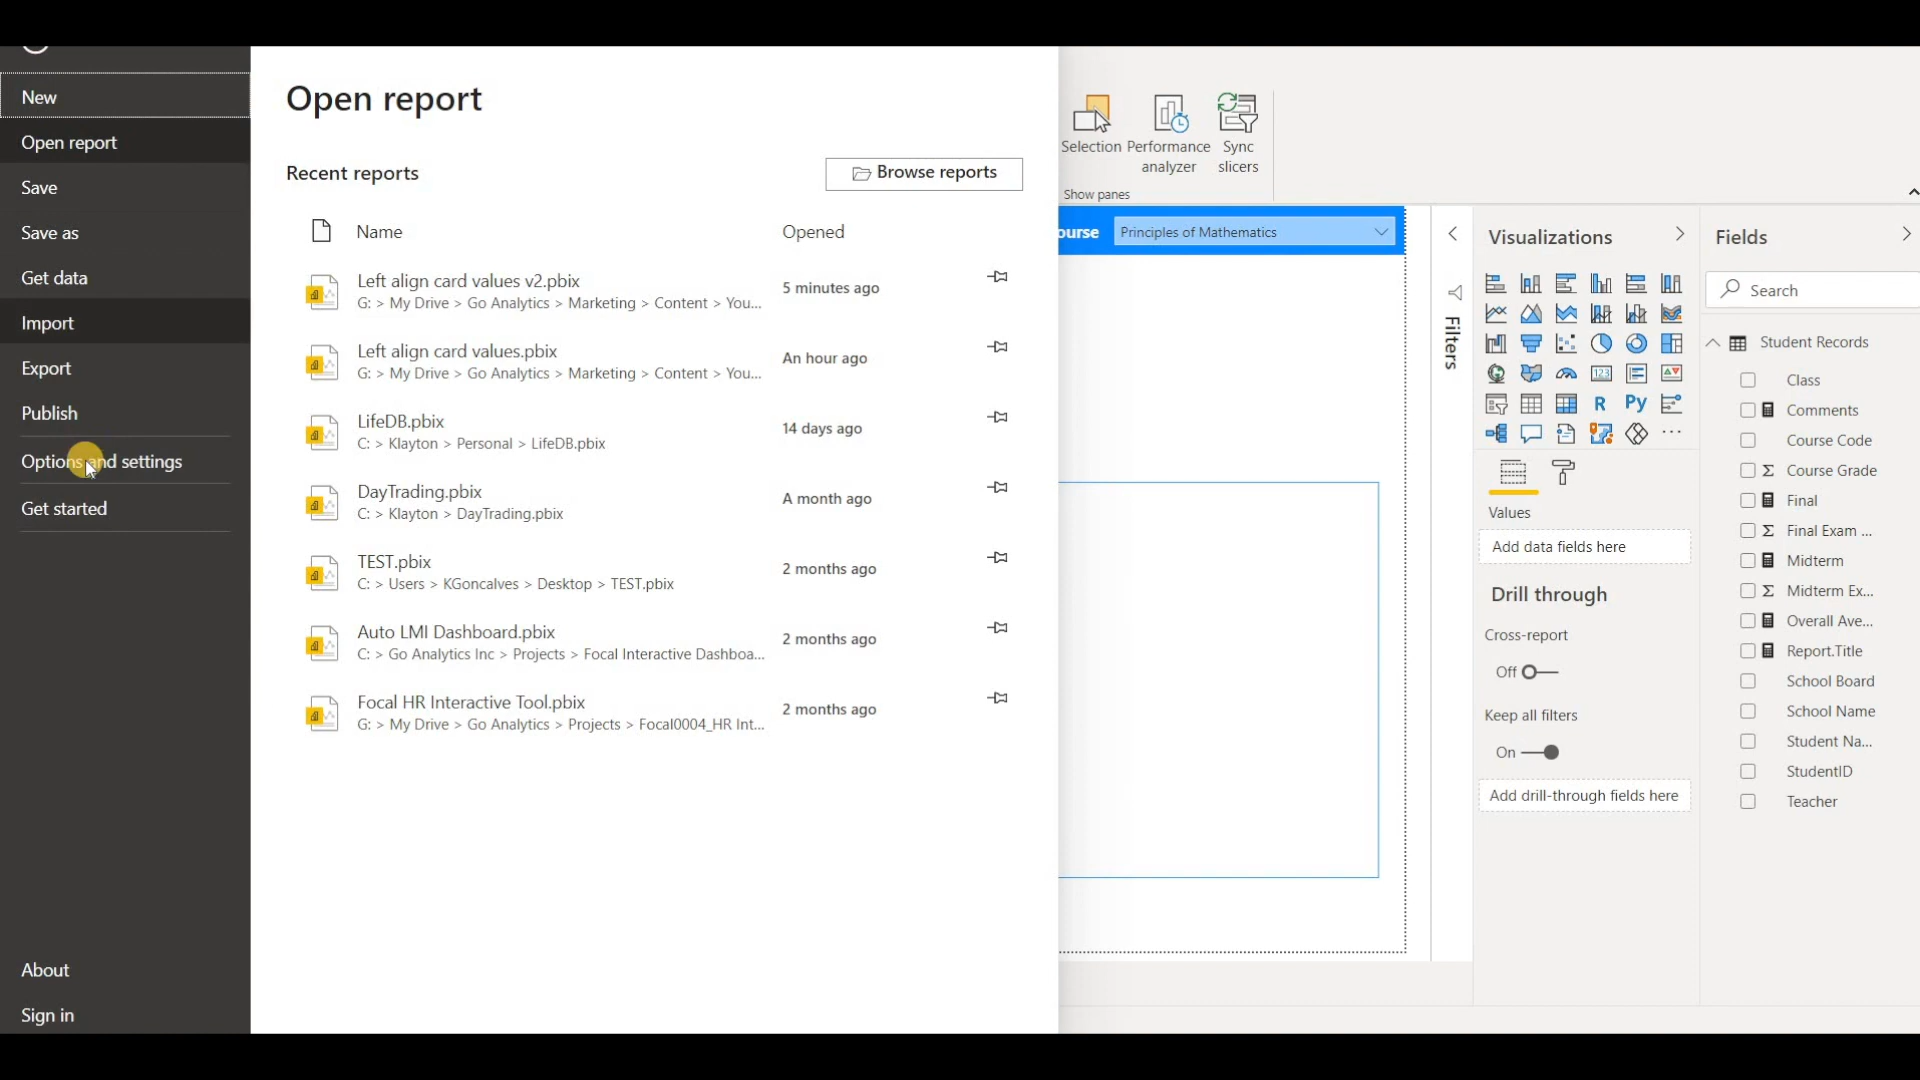 New
Open report
Save
Save as
Get data
Import
Export
Publish
Options and settings
Get started
About
Sign in
Open report
Recent reports
Browse reports
Name Opened
Left align card values v2.pbix
G: > My Drive > Go Analytics > Marketing > Content > You...
5 minutes ago
Left align card values.pbix
G: > My Drive > Go Analytics > Marketing > Content > You...
An hour ago
LifeDB.pbix
C: > Klayton > Personal > LifeDB.pbix
14 days ago
DayTrading.pbix
C: > Klayton > DayTrading.pbix
A month ago
TEST.pbix
C: > Users > KGoncalves > Desktop > TEST.pbix
2 months ago
Auto LMI Dashboard.pbix
C: > Go Analytics Inc > Projects > Focal Interactive Dashboa...
2 months ago
Focal HR Interactive Tool.pbix
G: > My Drive > Go Analytics > Projects > Focal0004_HR Int...
2 months ago
Selection
Performance
analyzer
Sync
slicers
Show panes
ourse
Principles of Mathematics
Filters
Visualizations
123
R
Py
Values
Add data fields here
Drill through
Cross-report
Off
Keep all filters
On
Add drill-through fields here
Fields
Search
Student Records
Class
Comments
Course Code
Σ Course Grade
Final
Σ Final Exam ...
Midterm
Σ Midterm Ex...
Overall Ave...
Report.Title
School Board
School Name
Student Na...
StudentID
Teacher